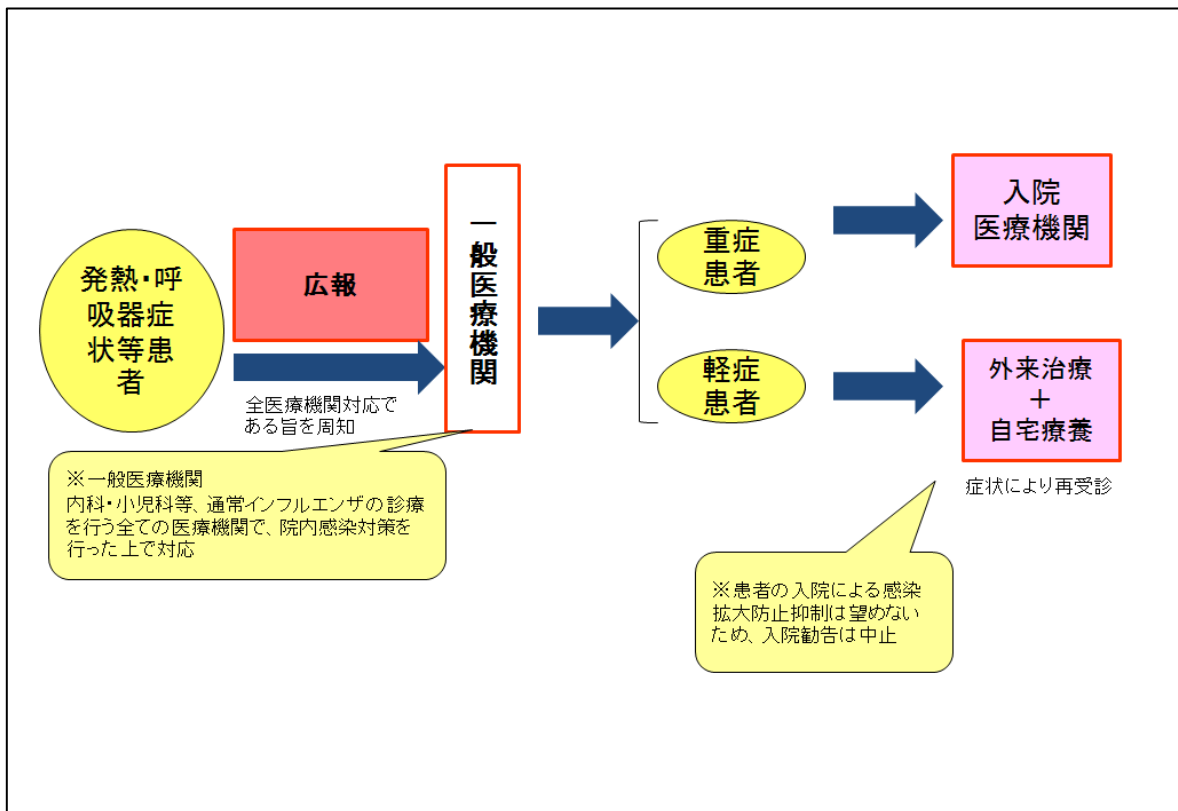 発熱・呼
吸器症
状等患
者
広報
全医療機関対応で
ある旨を周知
一般医療機関
※一般医療機関
内科・小児科等、通常インフルエンザの診療
を行う全ての医療機関で、院内感染対策を
行った上で対応
重症
患者
軽症
患者
入院
医療機関
外来治療
＋
自宅療養
症状により再受診
※患者の入院による感染
拡大防止抑制は望めない
ため、入院勧告は中止